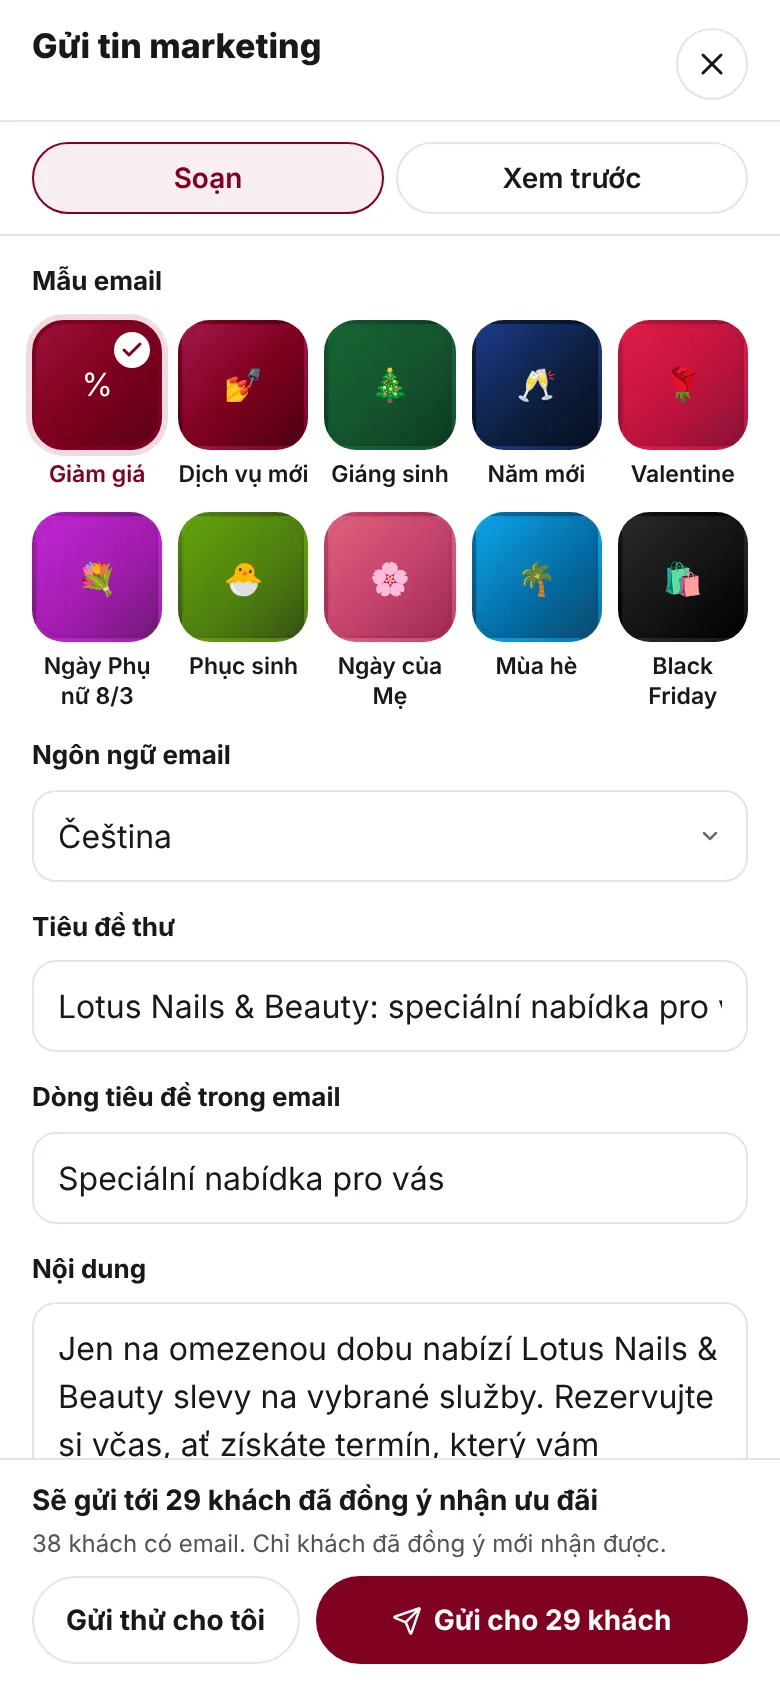 Gửi tin marketing
Soạn
Xem trước
Mẫu email
%
Giảm giá
Dịch vụ mới
Giáng sinh
Năm mới
Valentine
Ngày Phụ
nữ 8/3
Phục sinh
Ngày của
Mẹ
Mùa hè
Black
Friday
Ngôn ngữ email
Čeština
Tiêu đề thư
Lotus Nails & Beauty: speciální nabídka pro
Dòng tiêu đề trong email
Speciální nabídka pro vás
Nội dung
Jen na omezenou dobu nabízí Lotus Nails &
Beauty slevy na vybrané služby. Rezervujte
si včas, ať získáte termín, který vám
Sẽ gửi tới 29 khách đã đồng ý nhận ưu đãi
38 khách có email. Chỉ khách đã đồng ý mới nhận được.
Gửi thử cho tôi
Gửi cho 29 khách